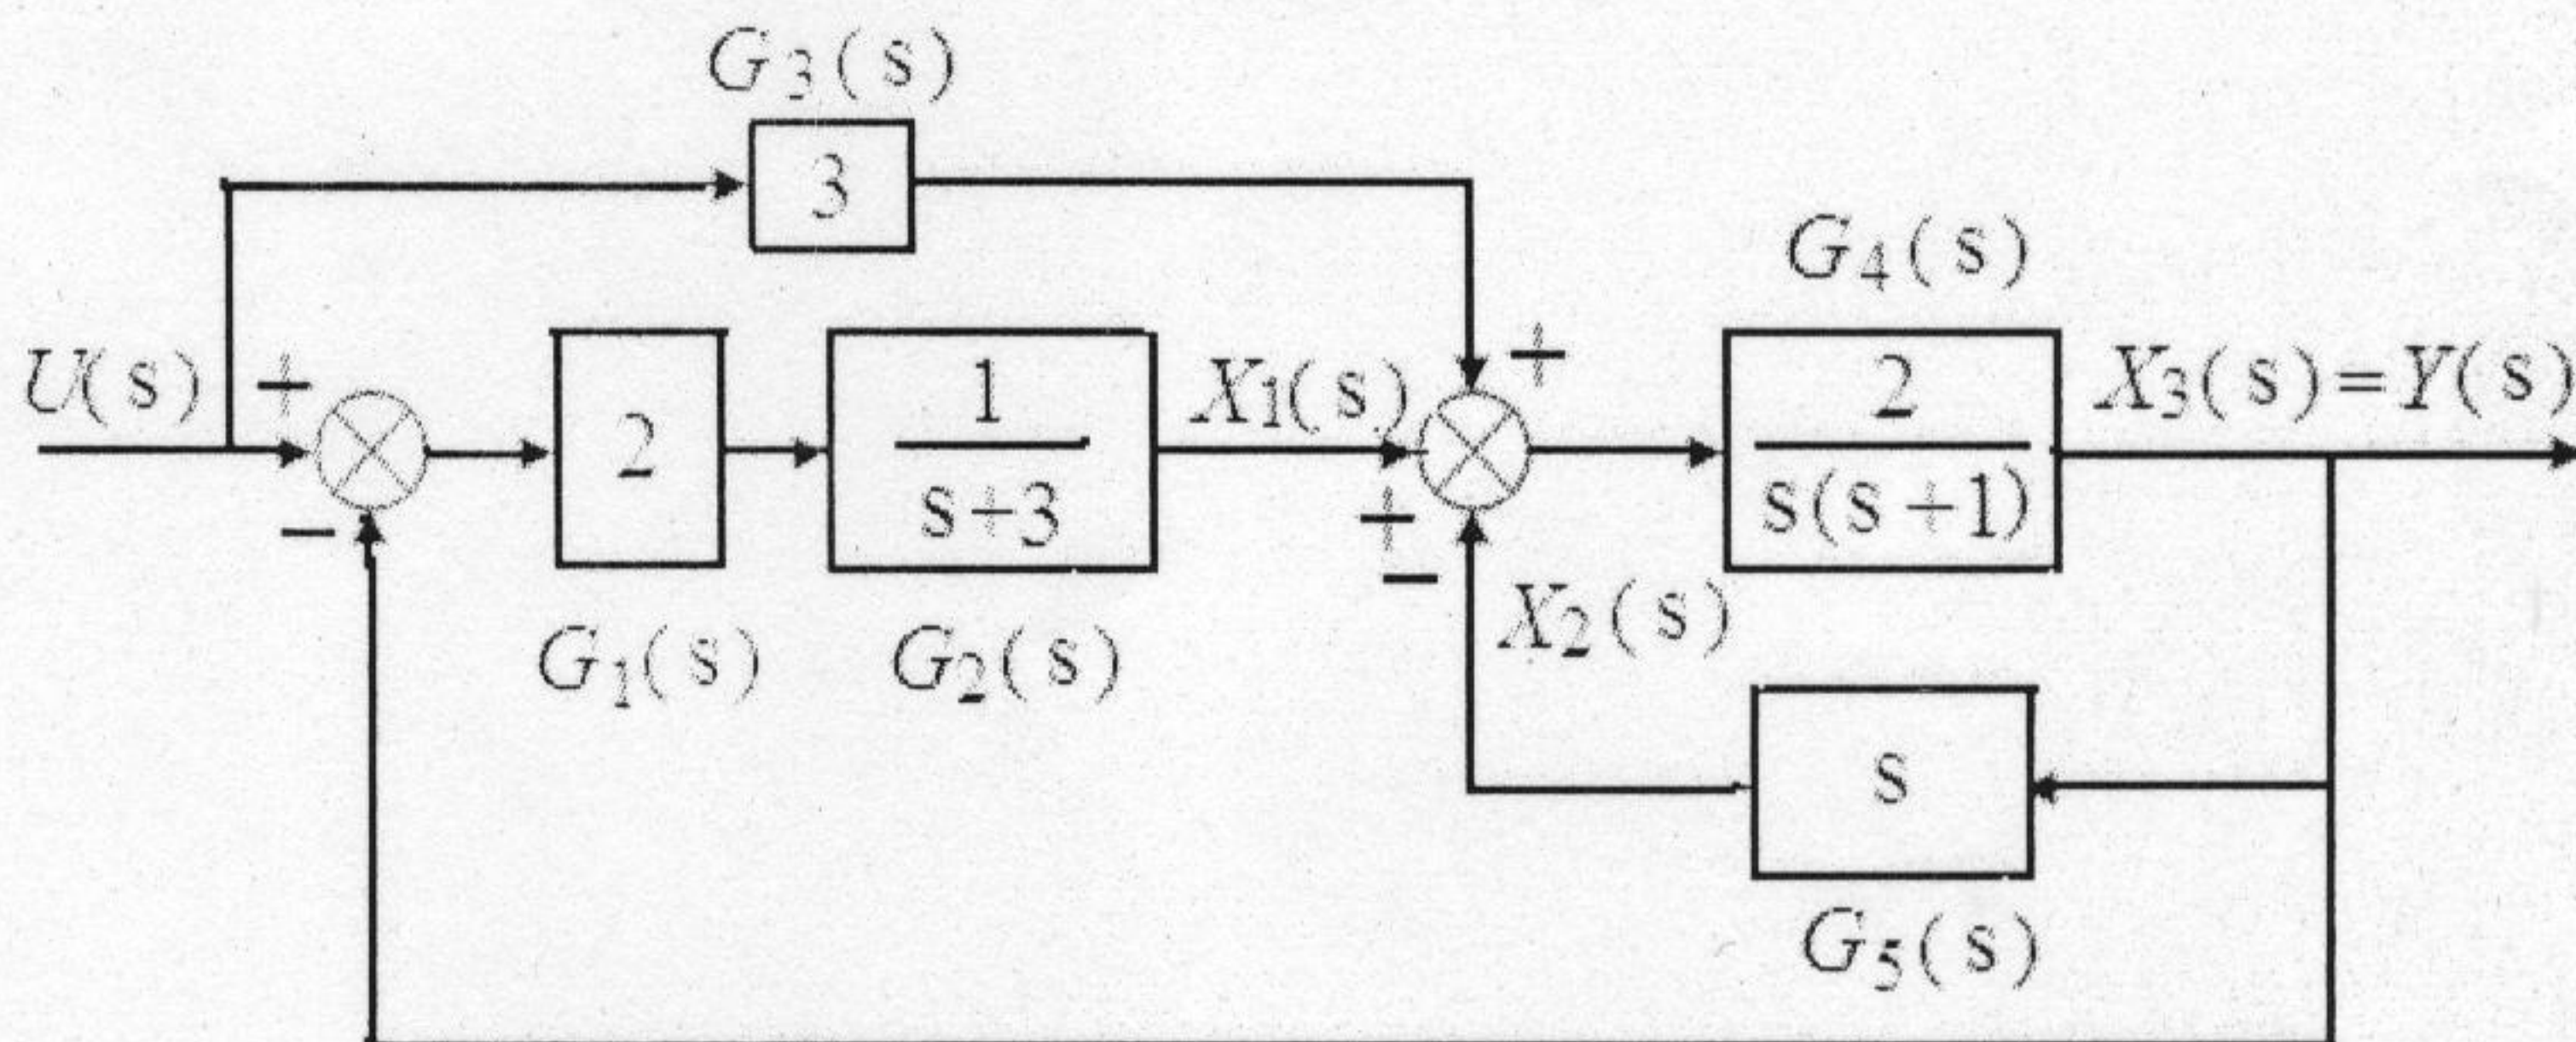 G3(s)
3
G4(s)
U(s)
+
2
1
s+3
X1(s)
+
2
s(s+1)
X3(s)=Y(s)
−
+
−
X2(s)
G1(s)
G2(s)
s
G5(s)